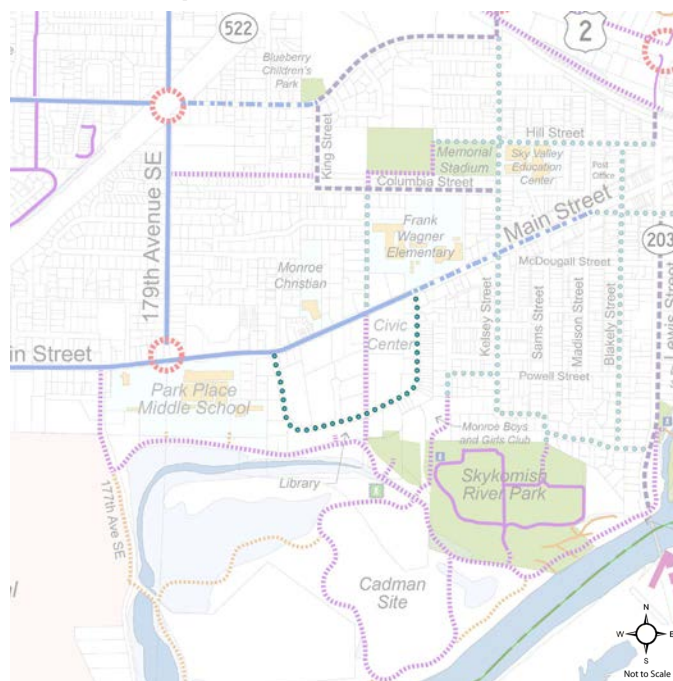 522
2
Blueberry
Children's
Park
King Street
Hill Street
Memorial
Stadium
Sky Valley
Education
Center
Post
Office
Columbia Street
179th Avenue SE
Frank
Wagner
Elementary
Main Street
203
McDougall Street
Monroe
Christian
Civic
Center
Kelsey Street
Sams Street
Madison Street
Blakely Street
Lewis Street
in Street
Powell Street
Park Place
Middle School
Monroe Boys
and Girls Club
Library
Skykomish
River Park
177th Ave SE
Cadman
Site
N
W
E
S
Not to Scale